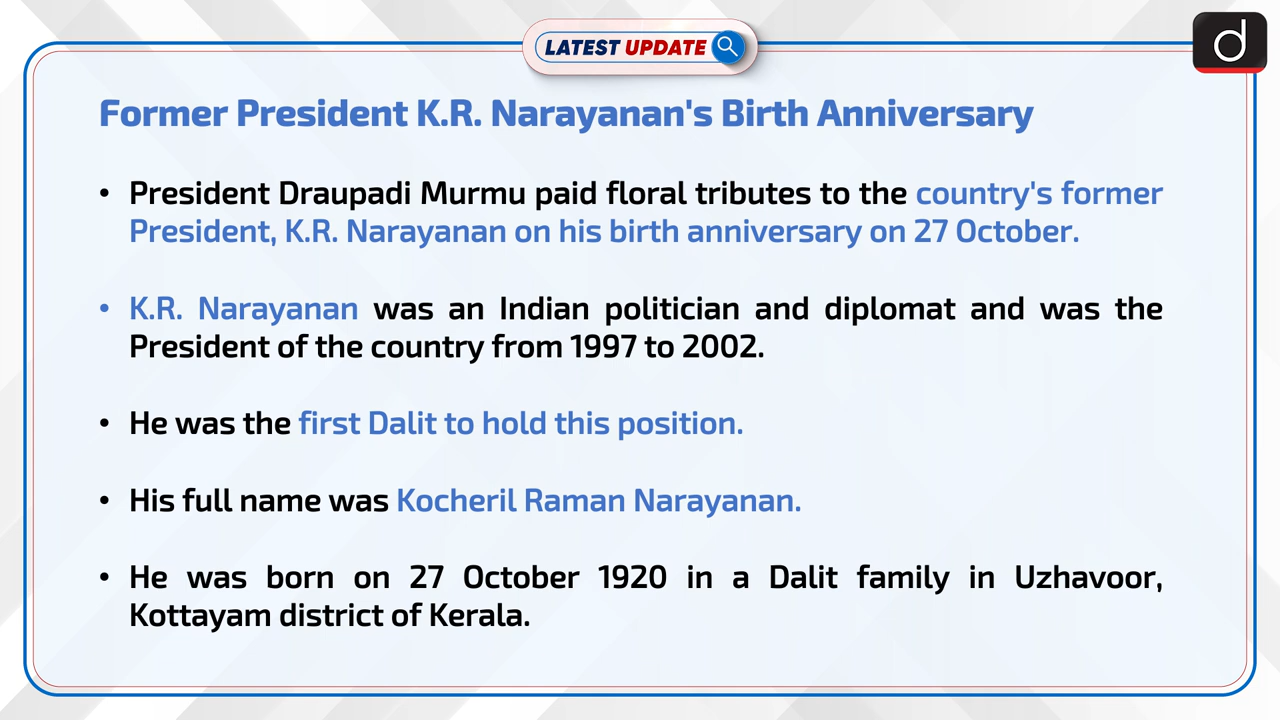 LATEST UPDATE
d
Former President K.R. Narayanan's Birth Anniversary
• President Draupadi Murmu paid floral tributes to the country's former
President, K.R. Narayanan on his birth anniversary on 27 October.
• K.R. Narayanan was an Indian politician and diplomat and was the
President of the country from 1997 to 2002.
• He was the first Dalit to hold this position.
• His full name was Kocheril Raman Narayanan.
• He was born on 27 October 1920 in a Dalit family in Uzhavoor,
Kottayam district of Kerala.